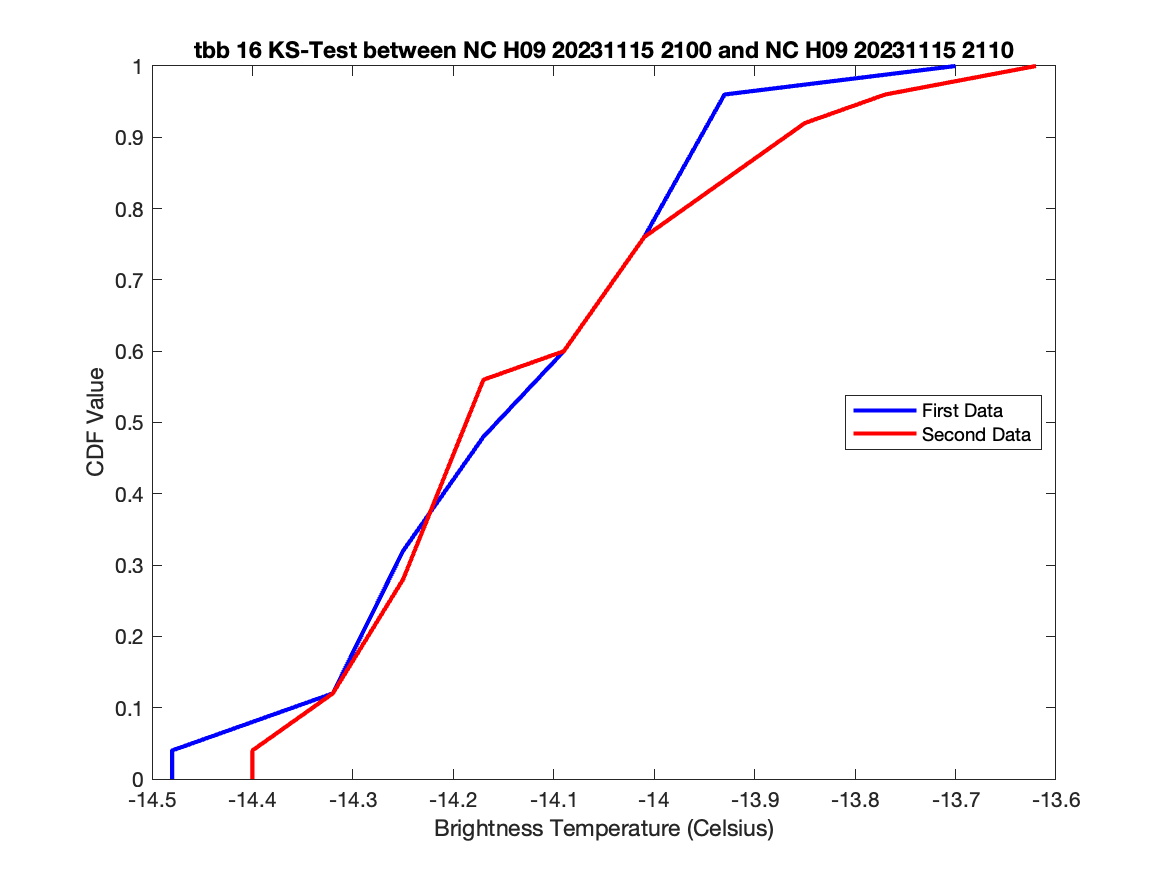 tbb 16 KS-Test between NC H09 20231115 2100 and NC H09 20231115 2110
1
0.9
0.8
0.7
0.6
0.5
0.4
0.3
0.2
0.1
0
CDF Value
First Data
Second Data
-14.5 -14.4 -14.3 -14.2 -14.1 -14 -13.9 -13.8 -13.7 -13.6
Brightness Temperature (Celsius)